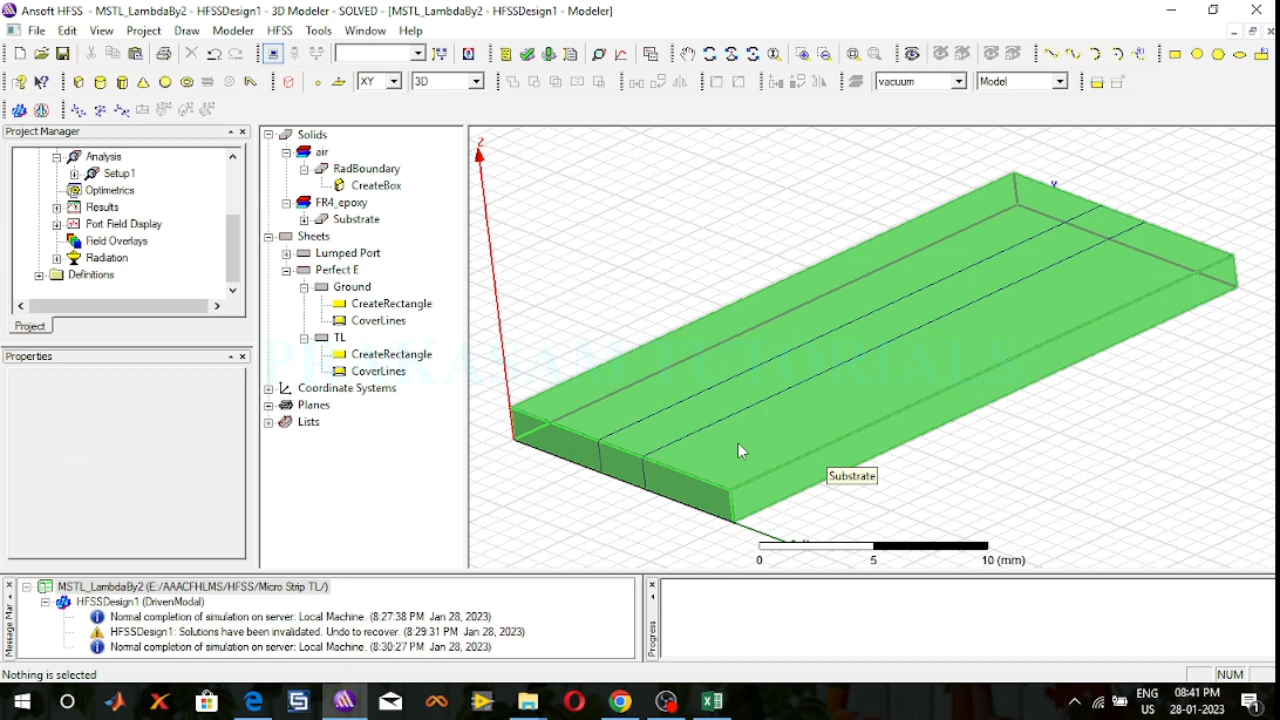 Ansoft HFSS - MSTL_LambdaBy2 - HFSSDesign1 - 3D Modeler - SOLVED - [MSTL_LambdaBy2 - HFSSDesign1 - Modeler]
File Edit View Project Draw Modeler HFSS Tools Window Help
XY 3D vacuum Model
Project Manager
Analysis
Setup1
Optimetrics
Results
Port Field Display
Field Overlays
Radiation
Definitions
Project
Properties
Solids
air
RadBoundary
CreateBox
FR4_epoxy
Substrate
Sheets
Lumped Port
Perfect E
Ground
CreateRectangle
CoverLines
TL
CreateRectangle
CoverLines
Coordinate Systems
Planes
Lists
Z
Y
PRAKASAM TUTORIALS
Substrate
0 5 10 (mm)
Message Mar
MSTL_LambdaBy2 (E:/AAACFHLMS/HFSS/Micro Strip TL/)
HFSSDesign1 (DrivenModal)
Normal completion of simulation on server: Local Machine. (8:27:38 PM Jan 28, 2023)
HFSSDesign1: Solutions have been invalidated. Undo to recover. (8:29:31 PM Jan 28, 2023)
Normal completion of simulation on server: Local Machine. (8:30:27 PM Jan 28, 2023)
Progress
Nothing is selected
NUM
ENG
US
08:41 PM
28-01-2023
1